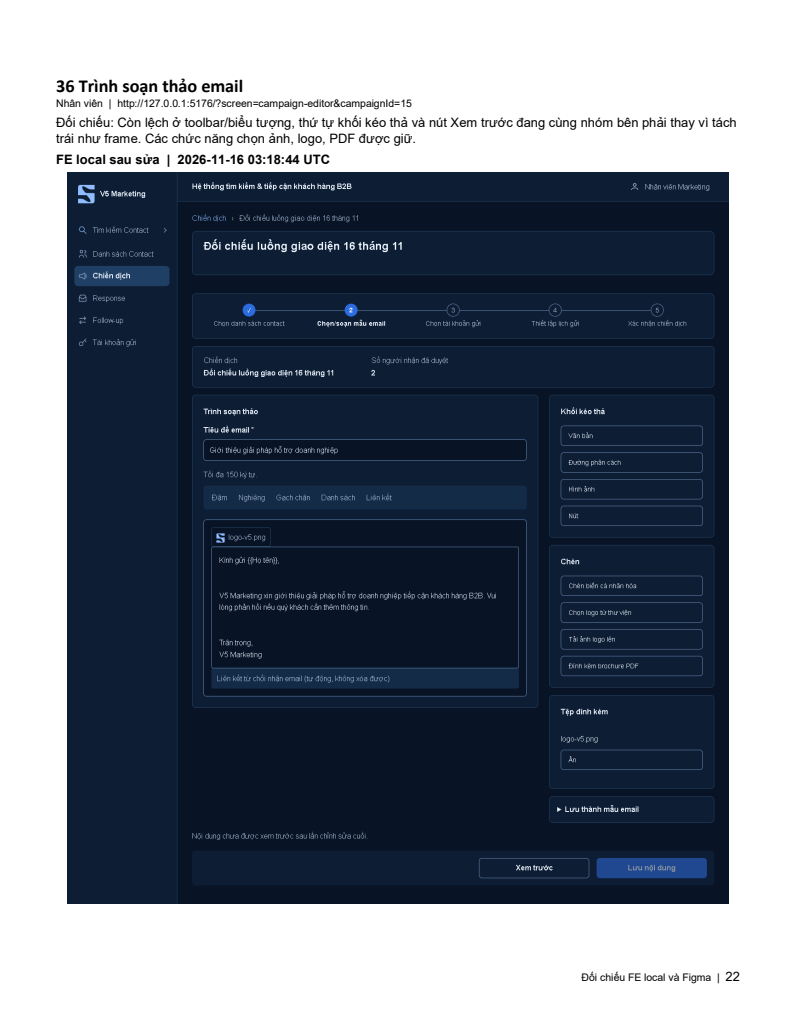 36 Trình soạn thảo email
Nhân viên | http://127.0.0.1:5176/?screen=campaign-editor&campaignId=15
Đối chiếu: Còn lệch ở toolbar/biểu tượng, thứ tự khối kéo thả và nút Xem trước đang cùng nhóm bên phải thay vì tách
trái như frame. Các chức năng chọn ảnh, logo, PDF được giữ.
FE local sau sửa | 2026-11-16 03:18:44 UTC
V5 Marketing
Hệ thống tìm kiếm & tiếp cận khách hàng B2B
Nhân viên Marketing
Tìm kiếm Contact
Danh sách Contact
Chiến dịch
Response
Follow-up
Tài khoản gửi
Chiến dịch › Đối chiếu luồng giao diện 16 tháng 11
Đối chiếu luồng giao diện 16 tháng 11
✓ 2 3 4 5
Chọn danh sách contact Chọn/soạn mẫu email Chọn tài khoản gửi Thiết lập lịch gửi Xác nhận chiến dịch
Chiến dịch Số người nhận đã duyệt
Đối chiếu luồng giao diện 16 tháng 11 2
Trình soạn thảo
Tiêu đề email *
Giới thiệu giải pháp hỗ trợ doanh nghiệp
Tối đa 150 ký tự.
Đậm Nghiêng Gạch chân Danh sách Liên kết
logo-v5.png
Kính gửi {{Họ tên}},
V5 Marketing xin giới thiệu giải pháp hỗ trợ doanh nghiệp tiếp cận khách hàng B2B. Vui
lòng phản hồi nếu quý khách cần thêm thông tin.
Trân trọng,
V5 Marketing
Liên kết từ chối nhận email (tự động, không xóa được)
Khối kéo thả
Văn bản
Đường phân cách
Hình ảnh
Nút
Chèn
Chèn biến cá nhân hóa
Chọn logo từ thư viện
Tải ảnh logo lên
Đính kèm brochure PDF
Tệp đính kèm
logo-v5.png
Ẩn
▶ Lưu thành mẫu email
Nội dung chưa được xem trước sau lần chỉnh sửa cuối.
Xem trước Lưu nội dung
Đối chiếu FE local và Figma | 22